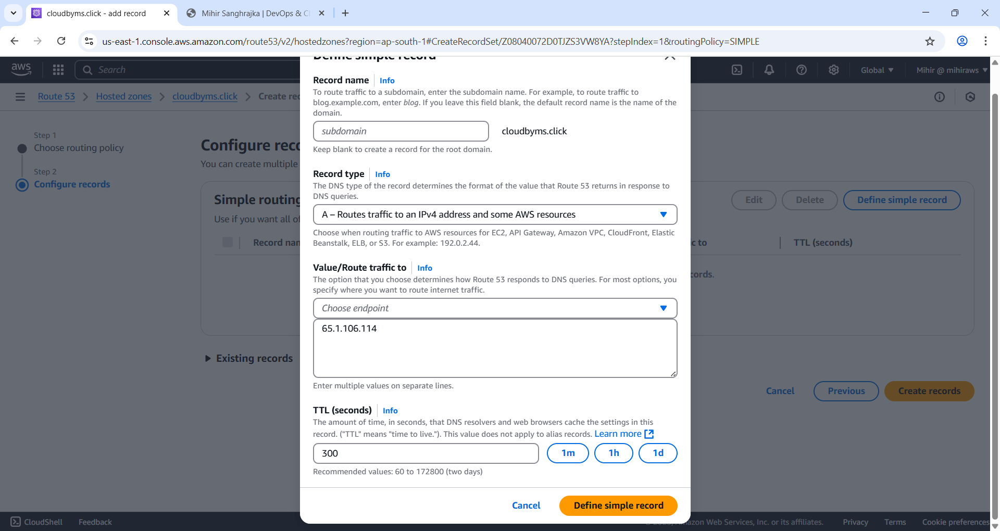 cloudbyms.click - add record
Mihir Sanghrajka | DevOps & Cl
us-east-1.console.aws.amazon.com/route53/v2/hostedzones?region=ap-south-1#CreateRecordSet/Z08040072D0TJZS3VW8YA?stepIndex=1&routingPolicy=SIMPLE
aws
Search
Global
Mihir @ mihiraws
Route 53
Hosted zones
cloudbyms.click
Create rec
Step 1
Choose routing policy
Step 2
Configure records
Configure reco
You can create multiple
Simple routing
Use if you want all of
Edit
Delete
Define simple record
Record nam
c to
TTL (seconds)
cords.
Existing records
Cancel
Previous
Create records
Define simple record
Record name
Info
To route traffic to a subdomain, enter the subdomain name. For example, to route traffic to
blog.example.com, enter blog. If you leave this field blank, the default record name is the name of the
domain.
subdomain
cloudbyms.click
Keep blank to create a record for the root domain.
Record type
Info
The DNS type of the record determines the format of the value that Route 53 returns in response to
DNS queries.
A – Routes traffic to an IPv4 address and some AWS resources
Choose when routing traffic to AWS resources for EC2, API Gateway, Amazon VPC, CloudFront, Elastic
Beanstalk, ELB, or S3. For example: 192.0.2.44.
Value/Route traffic to
Info
The option that you choose determines how Route 53 responds to DNS queries. For most options, you
specify where you want to route internet traffic.
Choose endpoint
65.1.106.114
Enter multiple values on separate lines.
TTL (seconds)
Info
The amount of time, in seconds, that DNS resolvers and web browsers cache the settings in this
record. ("TTL" means "time to live."). This value does not apply to alias records. Learn more
300
1m
1h
1d
Recommended values: 60 to 172800 (two days)
Cancel
Define simple record
CloudShell
Feedback
azon Web Services, Inc. or its affiliates.
Privacy
Terms
Cookie preferences